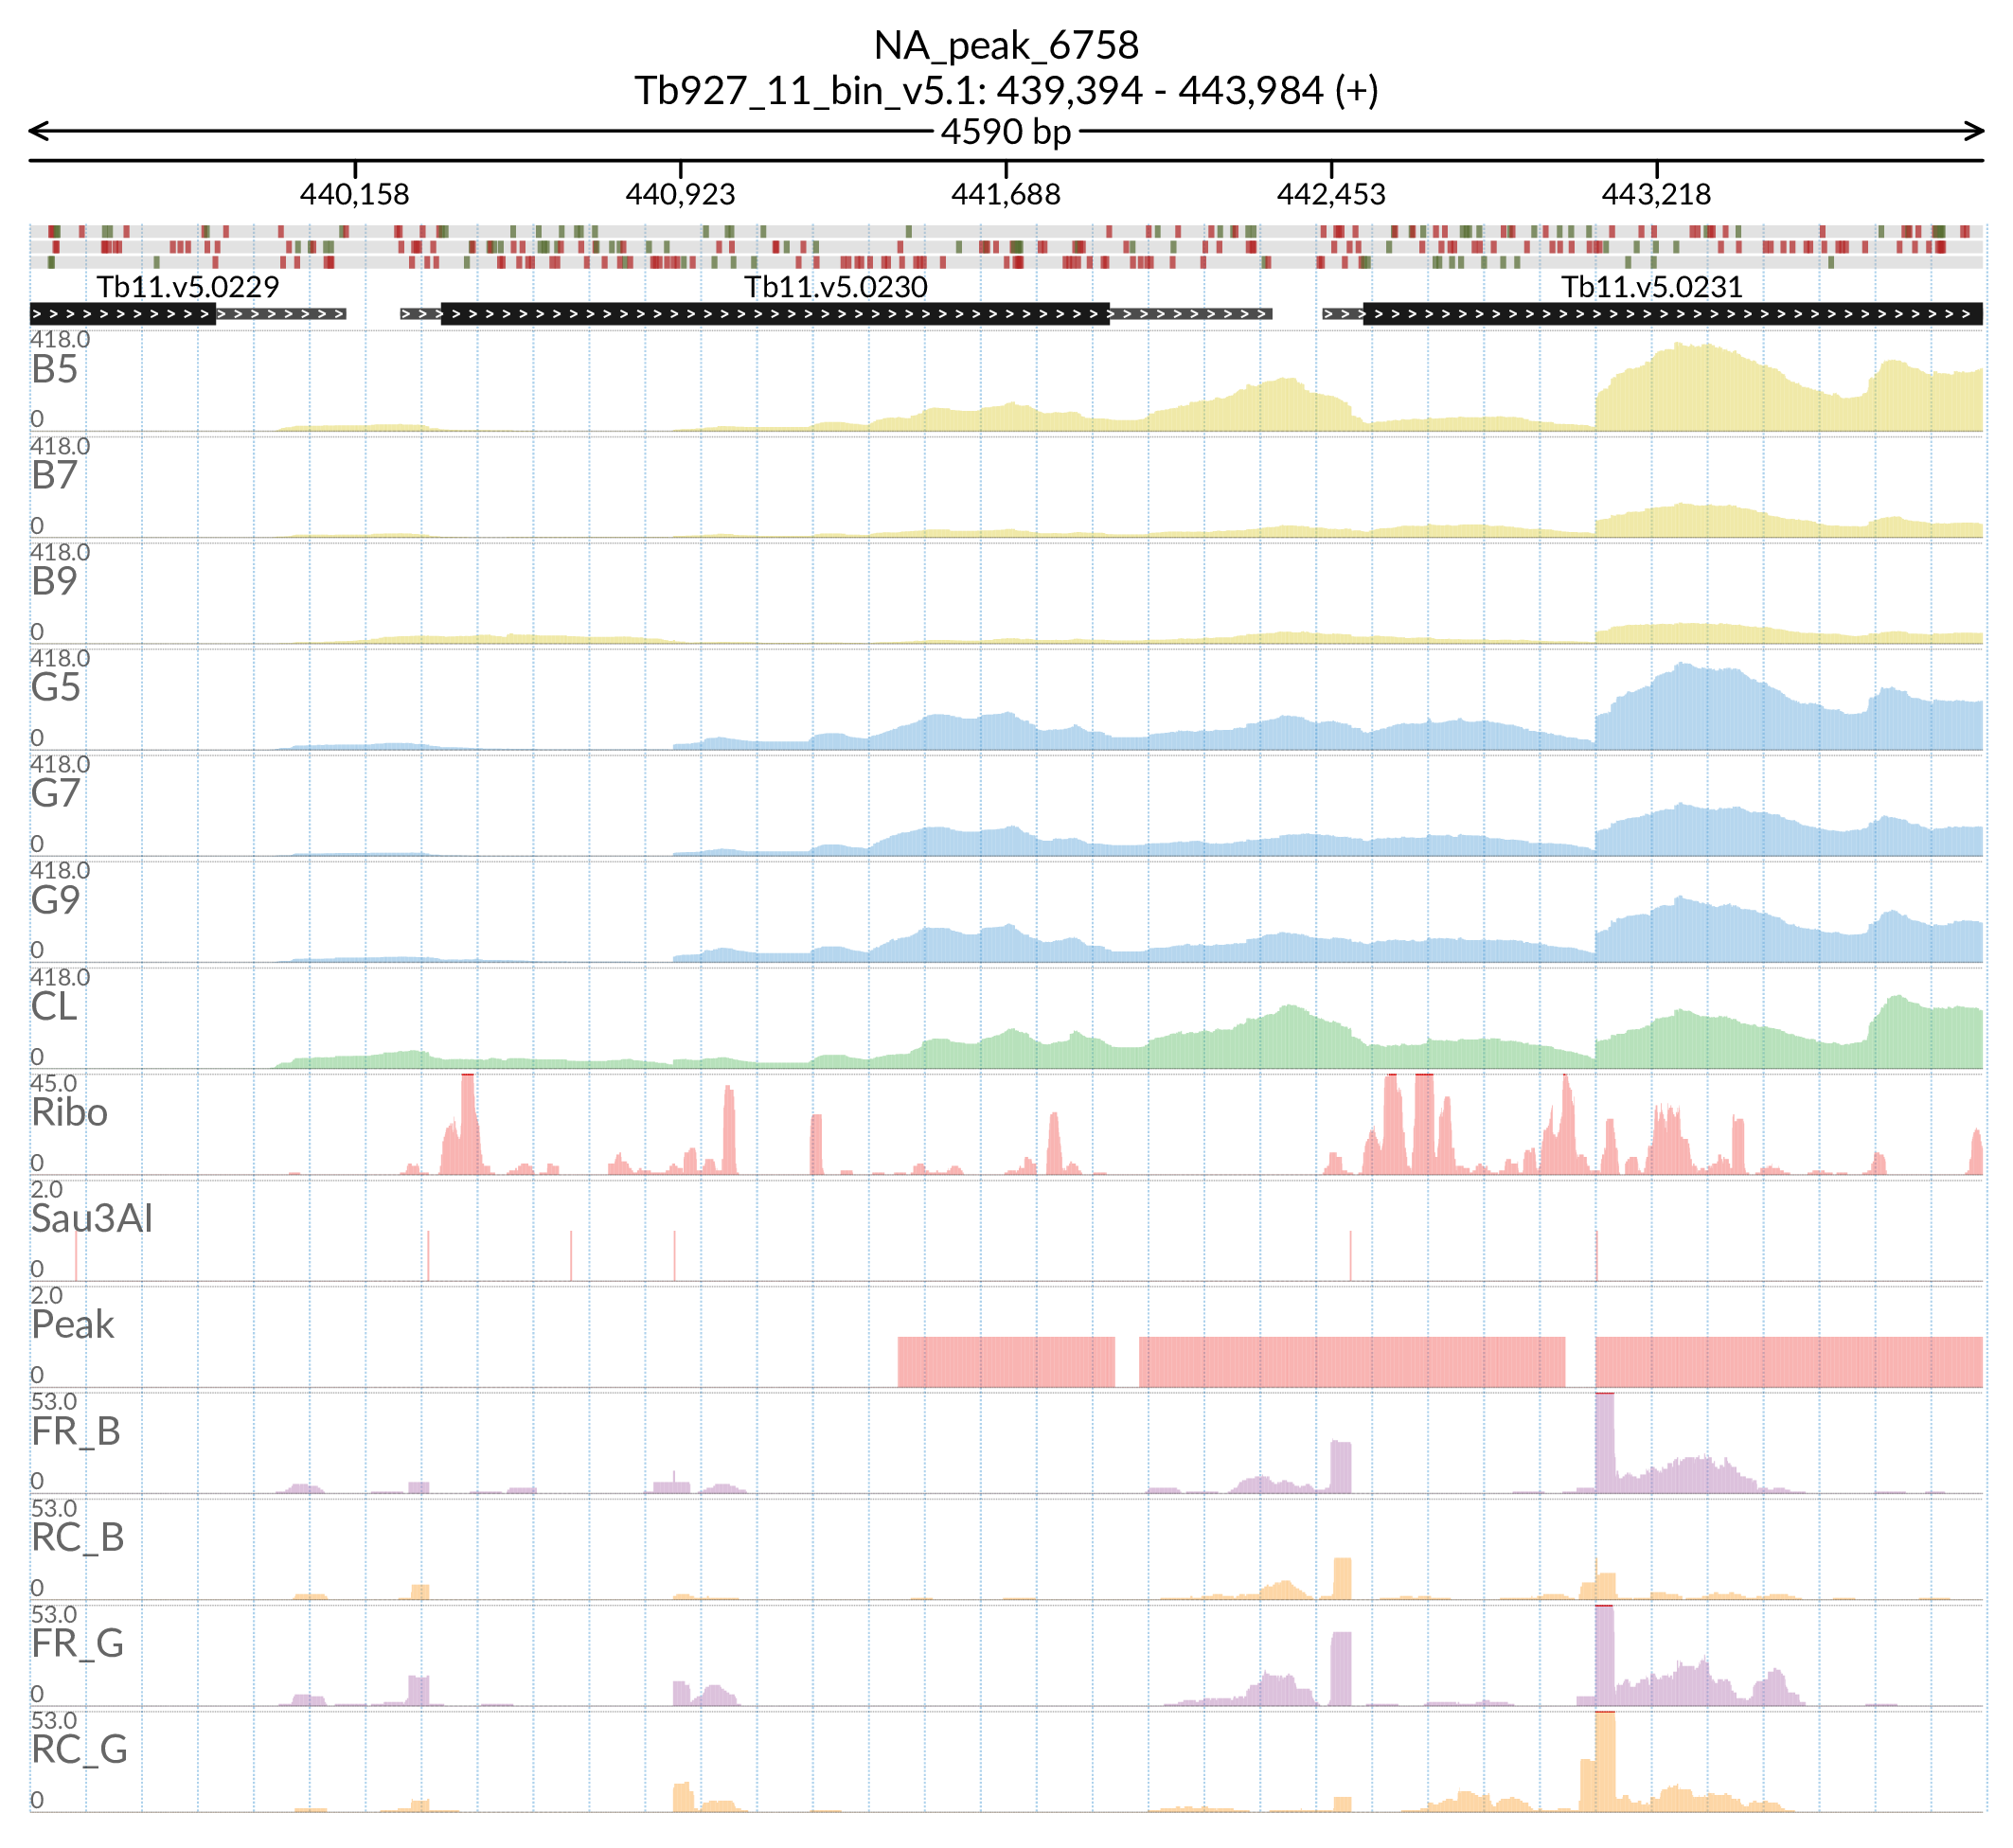 NA_peak_6758
Tb927_11_bin_v5.1: 439,394 - 443,984 (+)
4590 bp
440,158 440,923 441,688 442,453 443,218
Tb11.v5.0229 Tb11.v5.0230 Tb11.v5.0231
418.0
B5
0
418.0
B7
0
418.0
B9
0
418.0
G5
0
418.0
G7
0
418.0
G9
0
418.0
CL
0
45.0
Ribo
0
2.0
Sau3AI
0
2.0
Peak
0
53.0
FR_B
0
53.0
RC_B
0
53.0
FR_G
0
53.0
RC_G
0